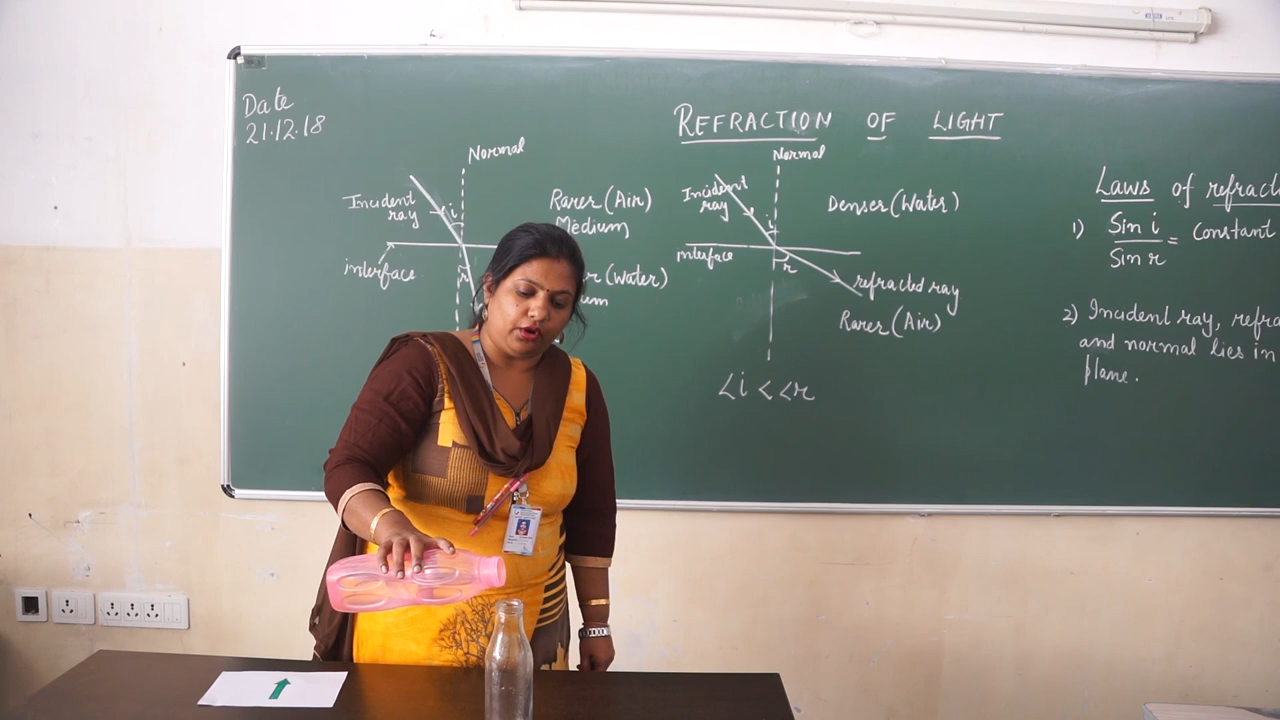 Date
21.12.18
REFRACTION OF LIGHT
Normal
Incident
ray
i
Rarer (Air)
Medium
interface
r
(Water)
Normal
Incident
ray
i
Denser (Water)
interface
r
refracted ray
Rarer (Air)
<i < <r
Laws of
1) Sin i
Sin r
= constant
2) Incident ray,
and normal lies in
plane.